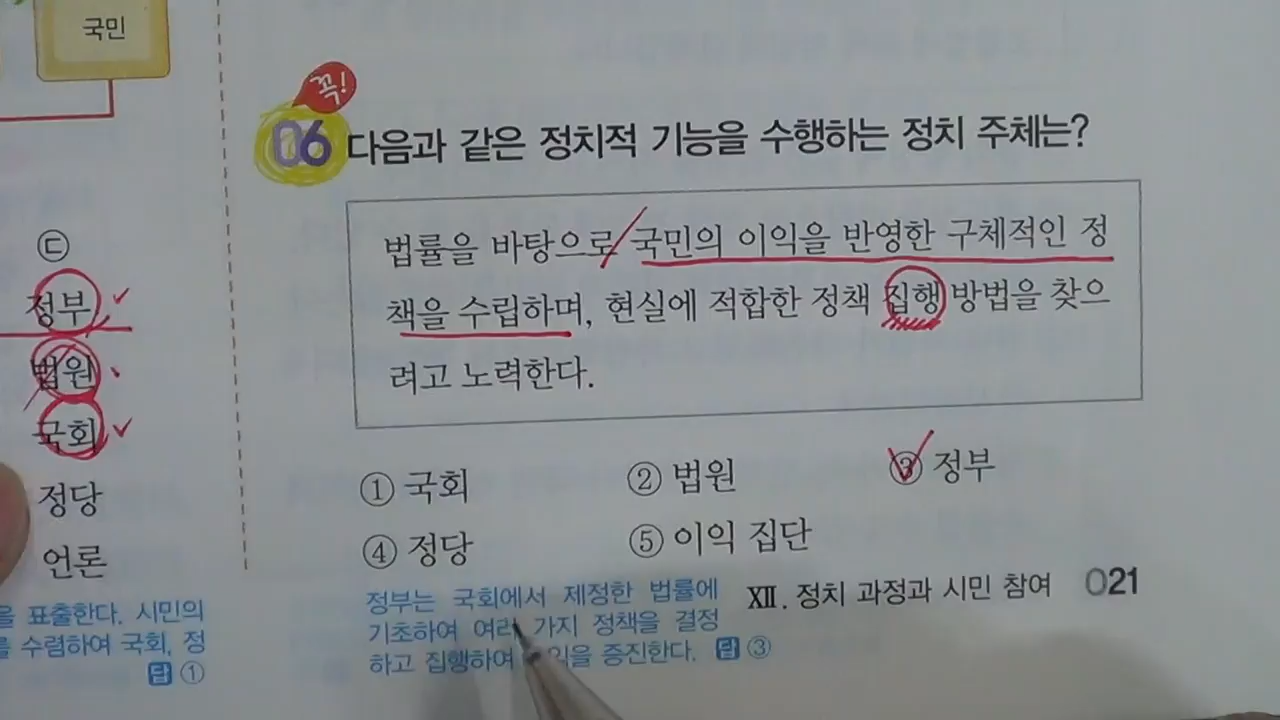 국민
㉢
정부
법원
국회
정당
언론
을 표출한다. 시민의
를 수렴하여 국회, 정
답 ①
꼭!
06 다음과 같은 정치적 기능을 수행하는 정치 주체는?
법률을 바탕으로 국민의 이익을 반영한 구체적인 정
책을 수립하며, 현실에 적합한 정책 집행 방법을 찾으
려고 노력한다.
① 국회 ② 법원 ③ 정부
④ 정당 ⑤ 이익 집단
정부는 국회에서 제정한 법률에
기초하여 여러 가지 정책을 결정
하고 집행하여 을 증진한다. 답 ③
XII. 정치 과정과 시민 참여 021